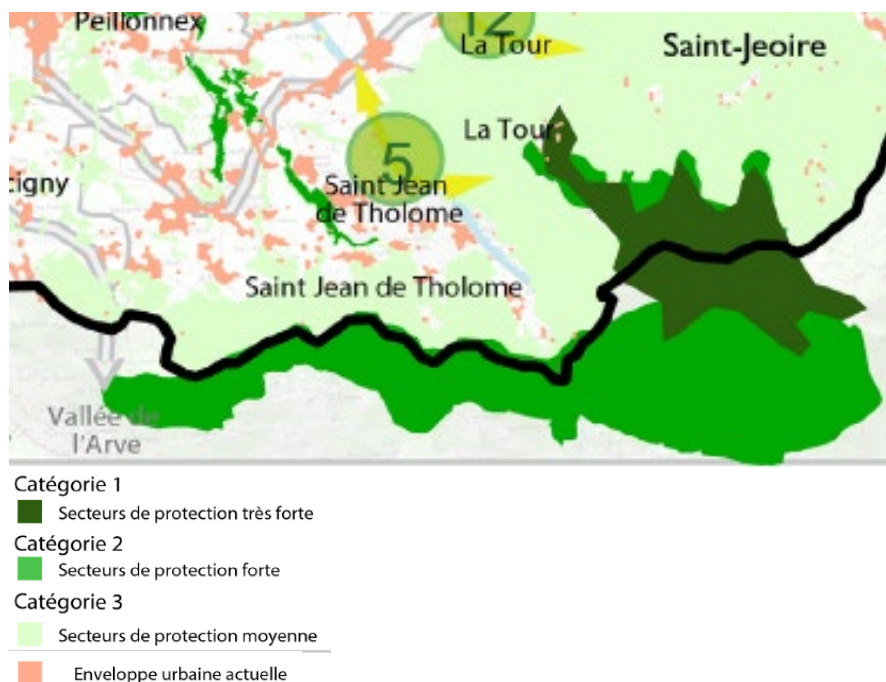 Peillonnex
12
La Tour
Saint-Jeoire
La Tour
5
Saint Jean
de Tholome
cigny
Saint Jean de Tholome
Vallée de
l'Arve
Catégorie 1
Secteurs de protection très forte
Catégorie 2
Secteurs de protection forte
Catégorie 3
Secteurs de protection moyenne
Enveloppe urbaine actuelle